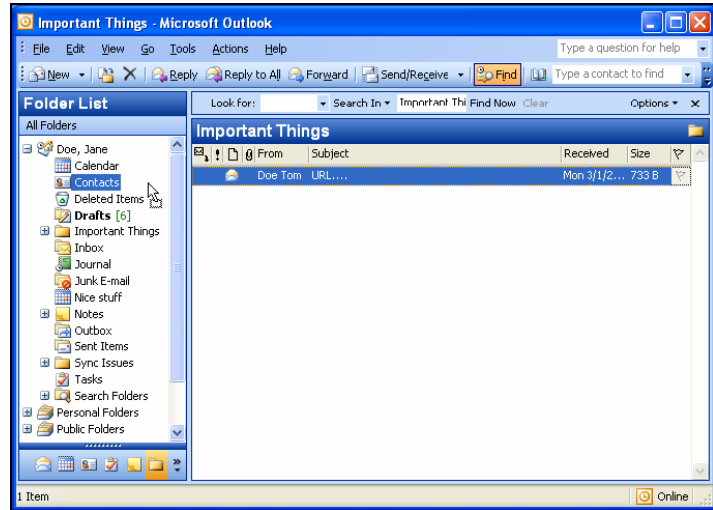 Important Things - Microsoft Outlook
File Edit View Go Tools Actions Help Type a question for help
New Reply Reply to All Forward Send/Receive Find Type a contact to find
Folder List Look for: Search In Important Thi Find Now Clear Options
All Folders Important Things
From Subject Received Size
Doe, Jane
Calendar Doe Tom URL.... Mon 3/1/2... 733 B
Contacts
Deleted Items
Drafts [6]
Important Things
Inbox
Journal
Junk E-mail
Nice stuff
Notes
Outbox
Sent Items
Sync Issues
Tasks
Search Folders
Personal Folders
Public Folders
1 Item Online